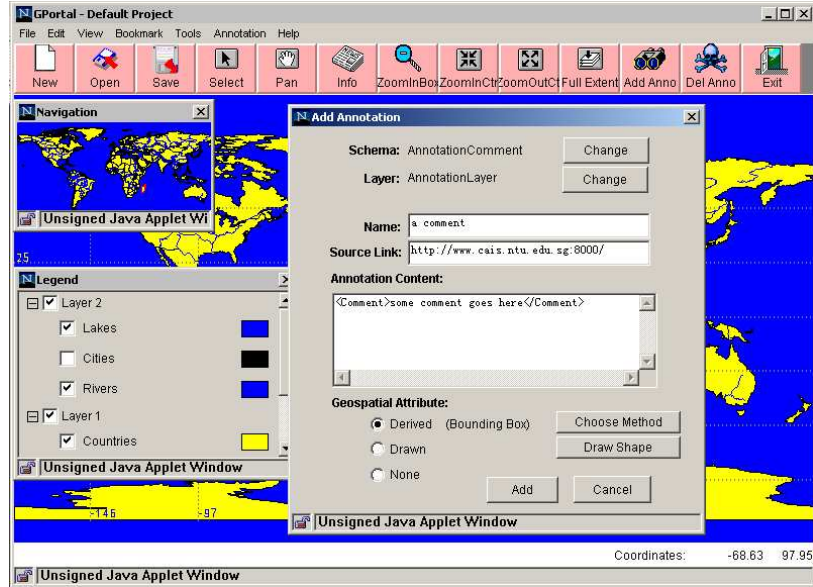 GPortal - Default Project
File Edit View Bookmark Tools Annotation Help
New Open Save Select Pan Info ZoomInBox ZoomInCtr ZoomOutCt Full Extent Add Anno Del Anno Exit
Navigation
Unsigned Java Applet Wi
25
Legend
Layer 2
Lakes
Cities
Rivers
Layer 1
Countries
Unsigned Java Applet Window
-146 -97
Add Annotation
Schema: AnnotationComment Change
Layer: AnnotationLayer Change
Name: a comment
Source Link: http://www.cais.ntu.edu.sg:8000/
Annotation Content:
<Comment>some comment goes here</Comment>
Geospatial Attribute:
Derived (Bounding Box) Choose Method
Drawn Draw Shape
None
Add Cancel
Unsigned Java Applet Window
Coordinates: -68.63 97.95
Unsigned Java Applet Window